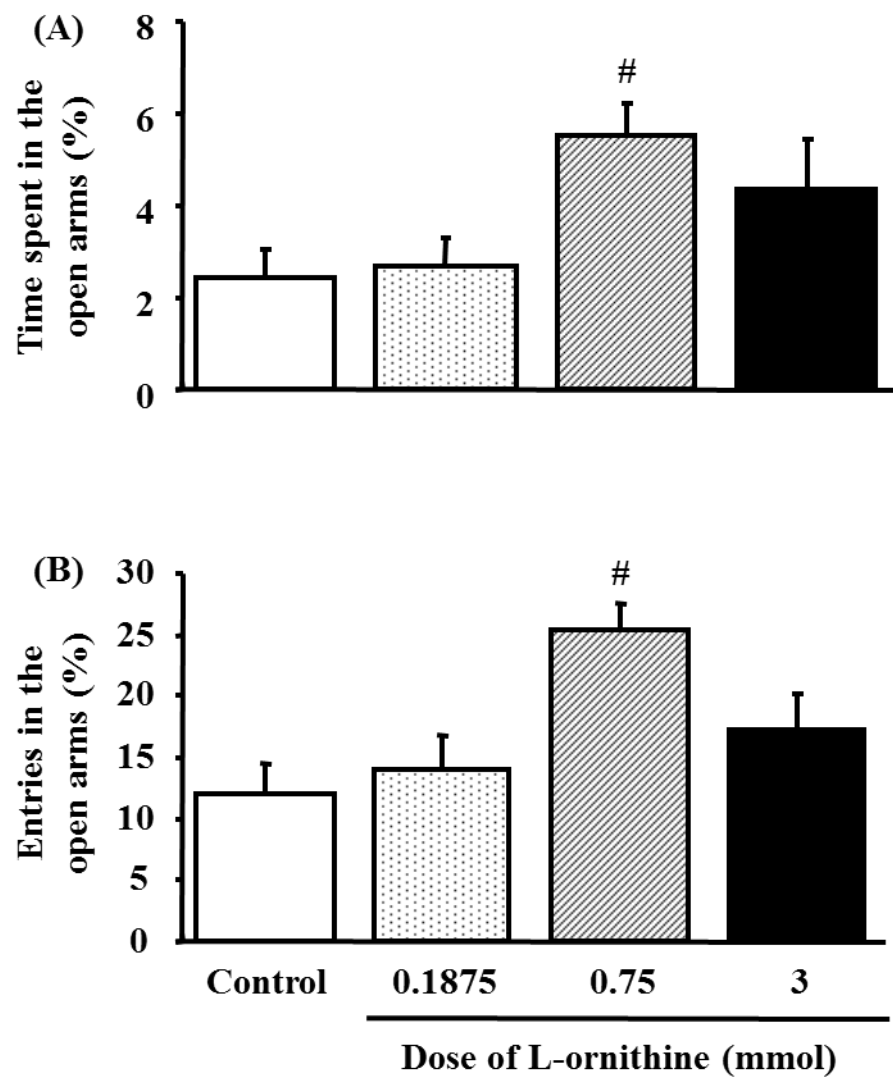 (A)
Time spent in the
open arms (%)
8
6
4
2
0
#
(B)
Entries in the
open arms (%)
30
25
20
15
10
5
0
#
Control 0.1875 0.75 3
Dose of L-ornithine (mmol)